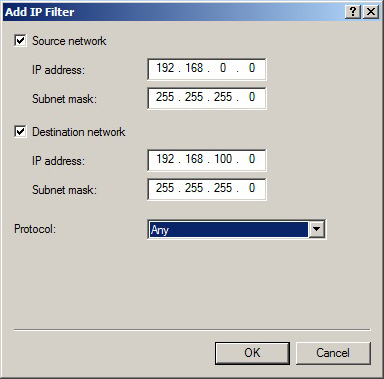 Add IP Filter
Source network
IP address: 192 . 168 . 0 . 0
Subnet mask: 255 . 255 . 255 . 0
Destination network
IP address: 192 . 168 . 100 . 0
Subnet mask: 255 . 255 . 255 . 0
Protocol: Any
OK Cancel